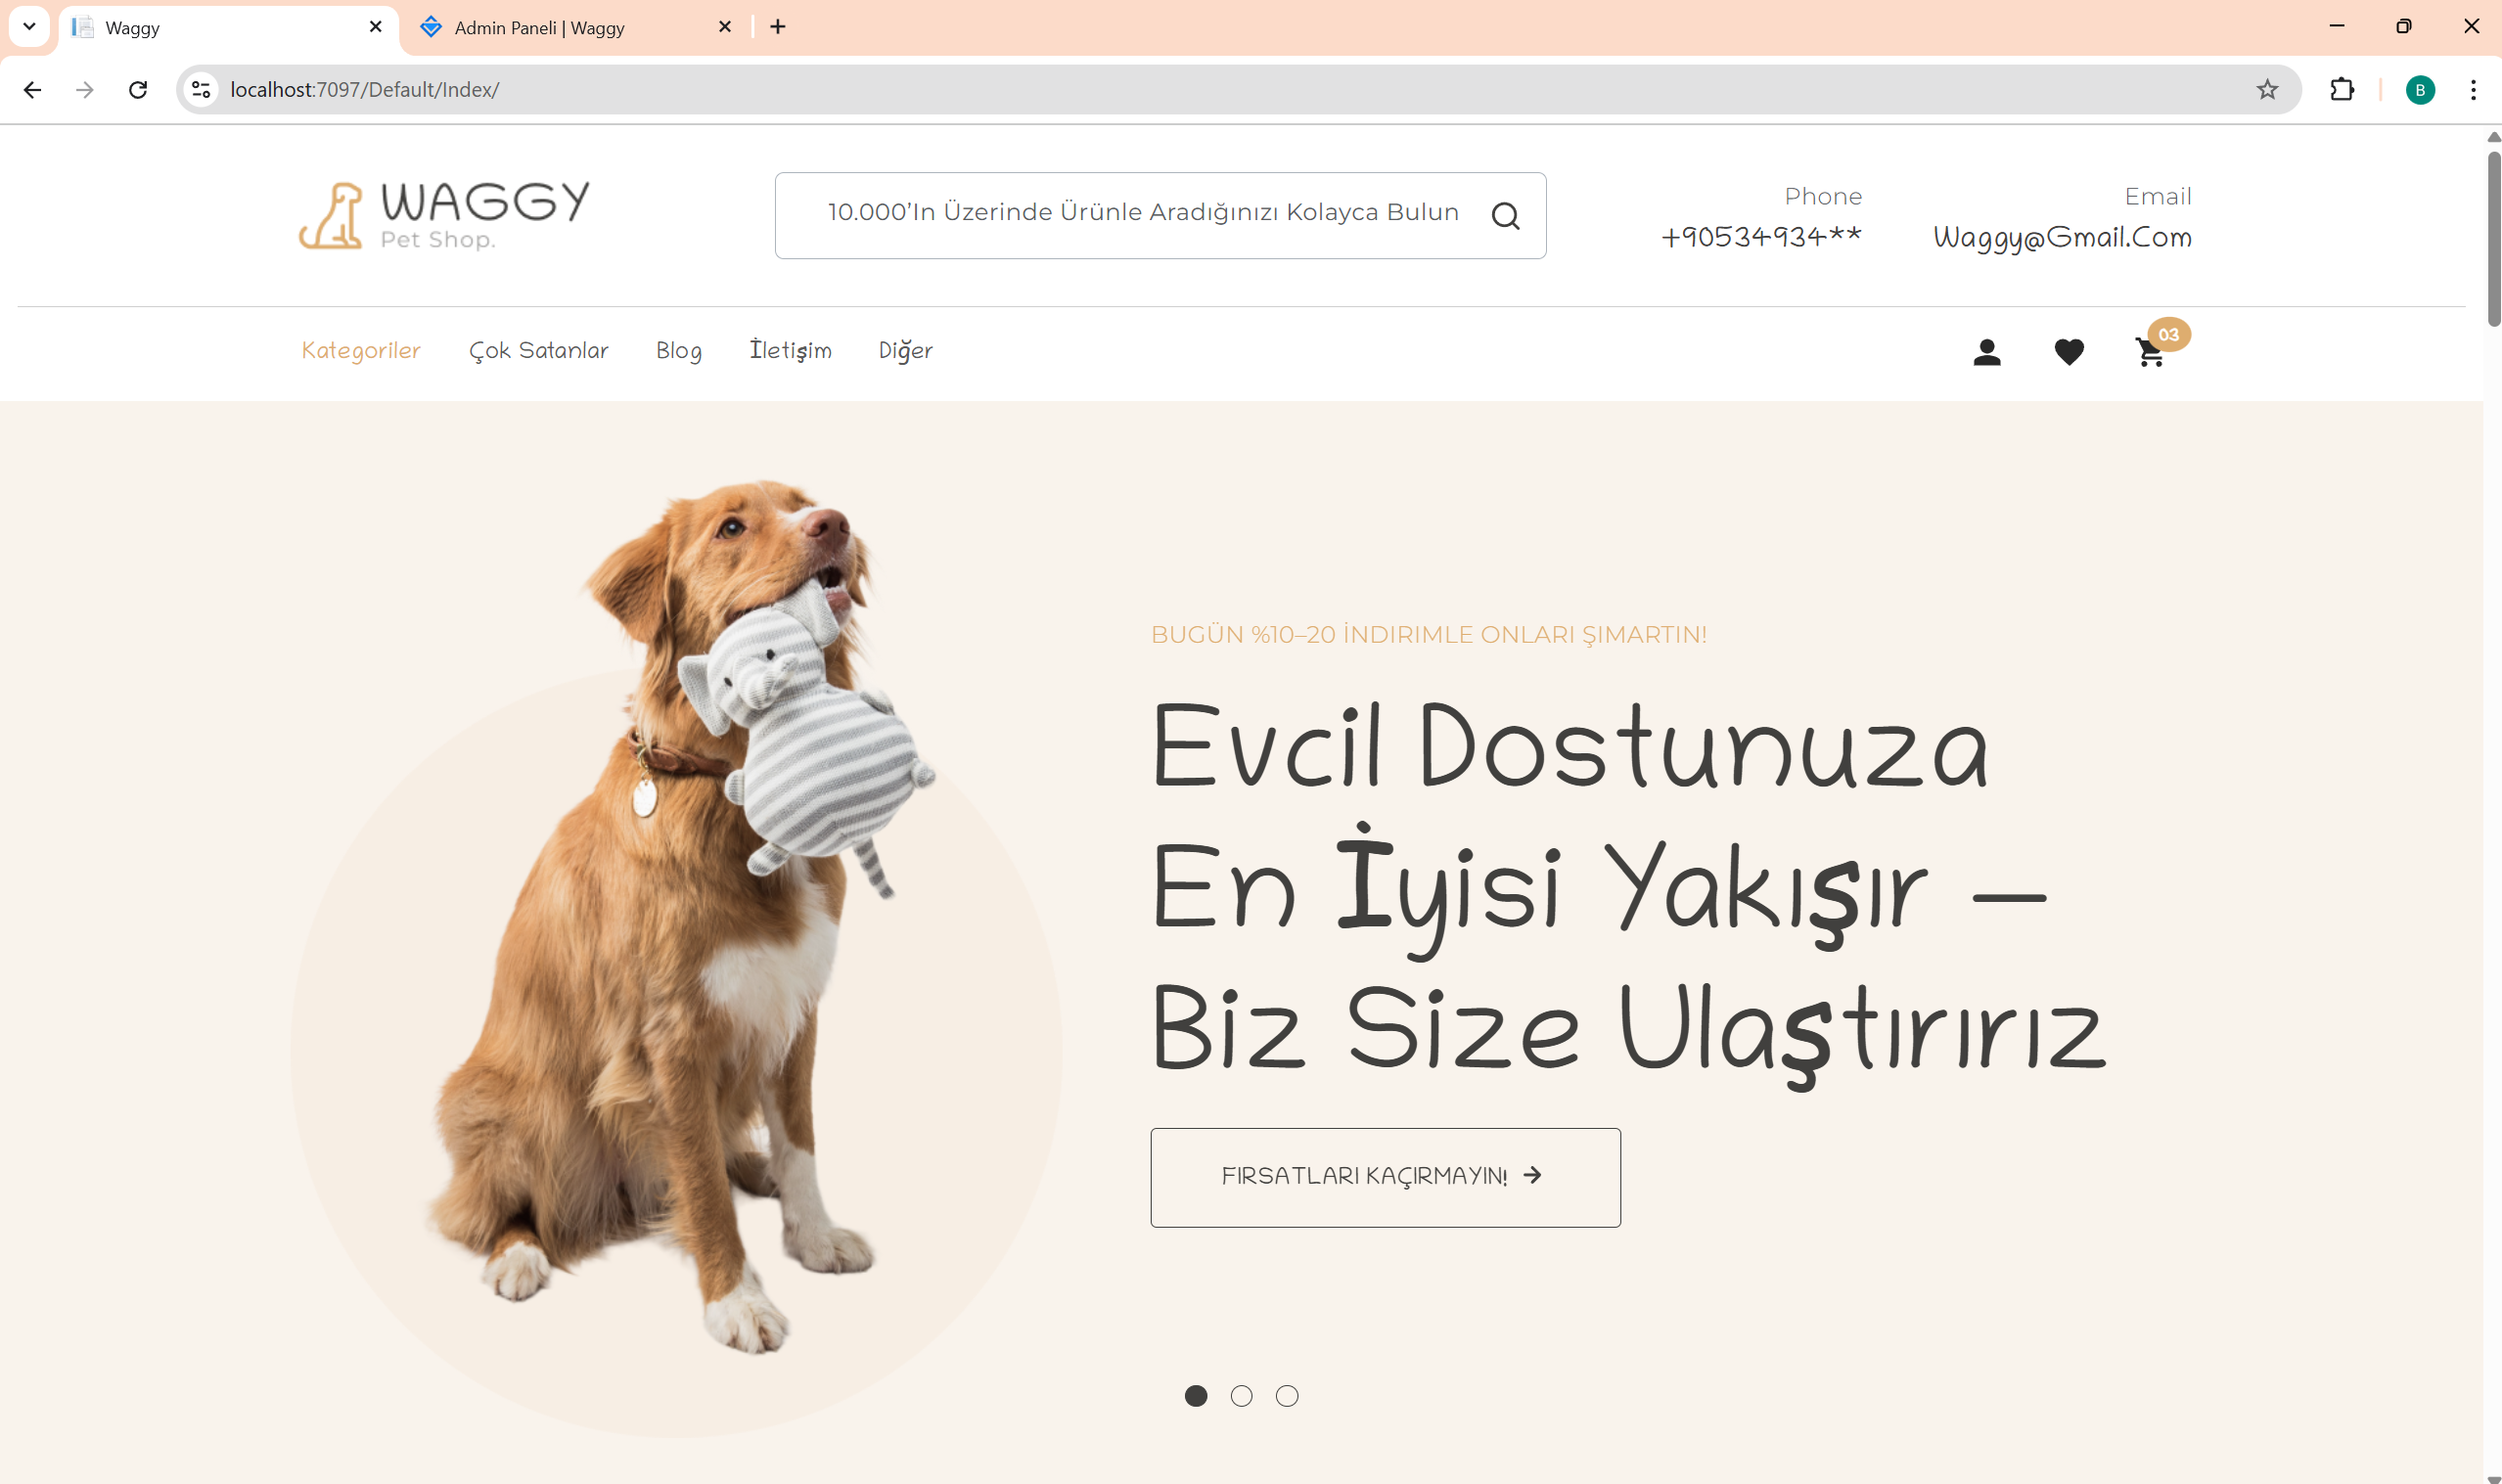 Waggy
Admin Paneli | Waggy
localhost:7097/Default/Index/
B
WAGGY
Pet Shop.
10.000'In Üzerinde Ürünle Aradığınızı Kolayca Bulun
Phone
+90534934**
Email
Waggy@Gmail.Com
Kategoriler
Çok Satanlar
Blog
İletişim
Diğer
03
BUGÜN %10–20 İNDIRIMLE ONLARI ŞIMARTIN!
Evcil Dostunuza
En İyisi Yakışır –
Biz Size Ulaştırırız
FIRSATLARI KAÇIRMAYIN! →